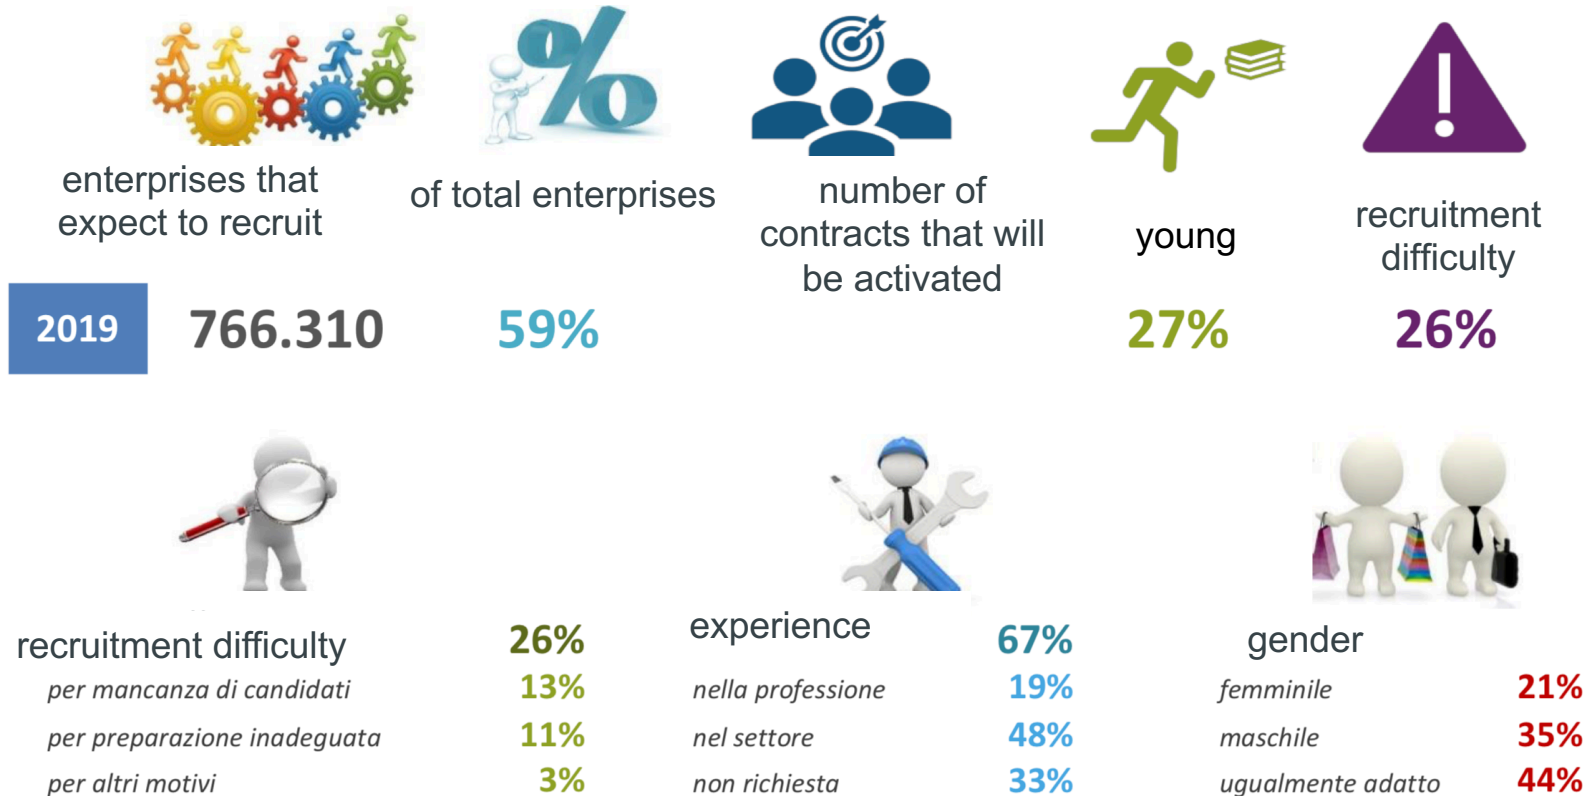 enterprises that
expect to recruit
of total enterprises
number of
contracts that will
be activated
young
recruitment
difficulty
2019 766.310 59% 27% 26%
recruitment difficulty 26%
per mancanza di candidati 13%
per preparazione inadeguata 11%
per altri motivi 3%
experience 67%
nella professione 19%
nel settore 48%
non richiesta 33%
gender
femminile 21%
maschile 35%
ugualmente adatto 44%